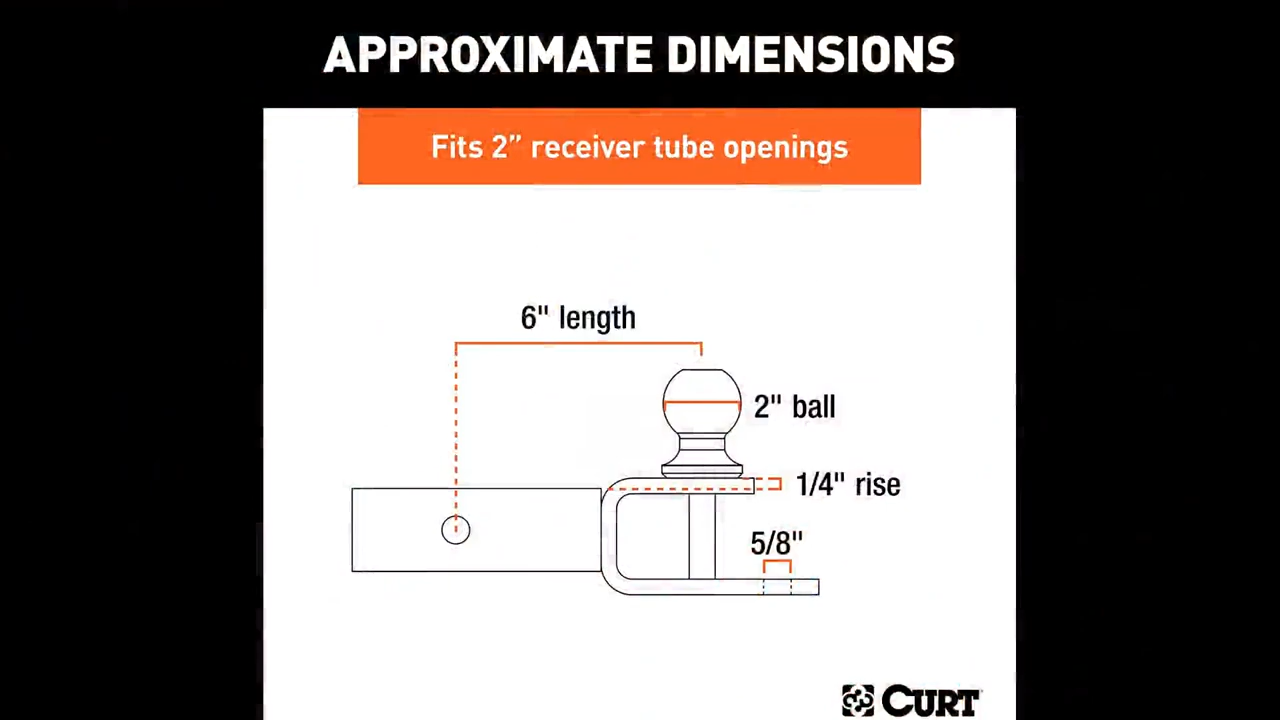 APPROXIMATE DIMENSIONS
Fits 2” receiver tube openings
6" length
2" ball
1/4" rise
5/8"
CURT